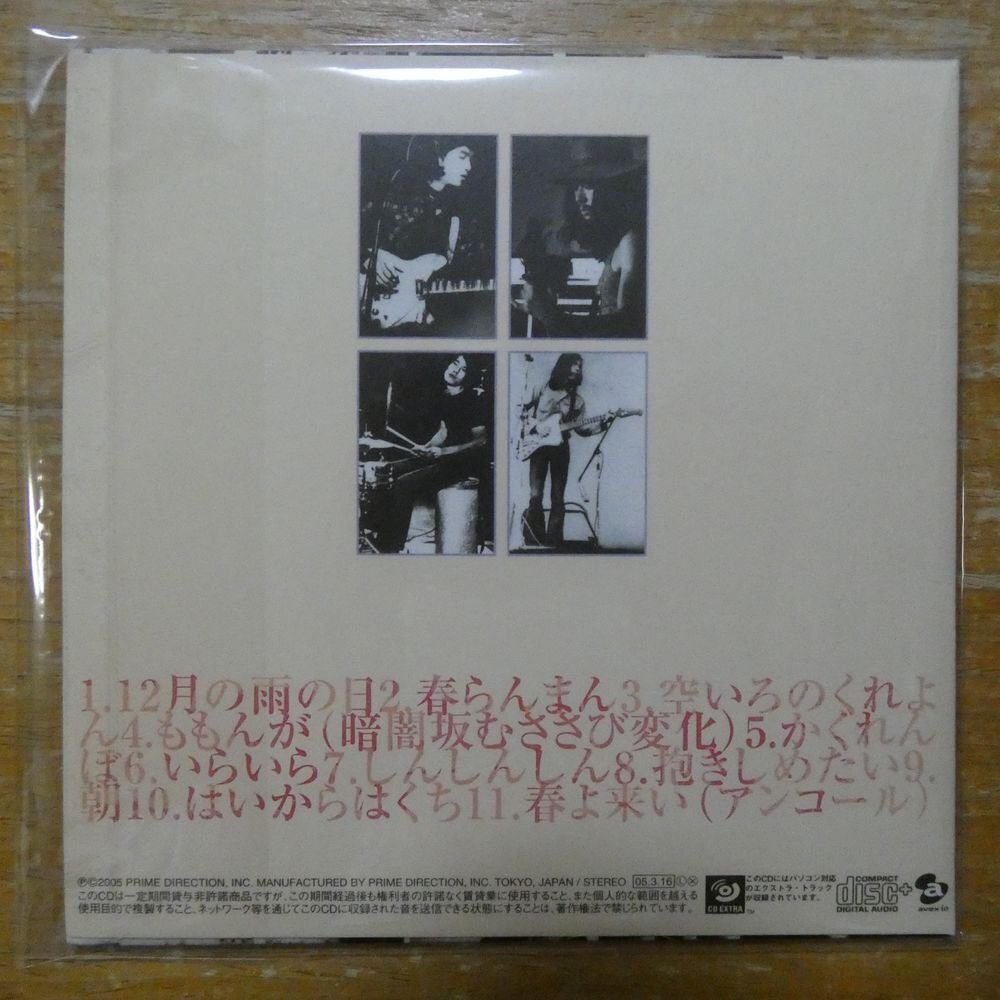 1.12月の雨の日2.春らんまん3.空いろのくれよ
ん4.ももんが(暗闇坂むささび変化)5.かくれん
ぼ6.いらいら7.しんしんしん8.抱きしめたい9.
朝10.はいからはくち11.春よ来い(アンコール)
Ⓟ©2005 PRIME DIRECTION, INC. MANUFACTURED BY PRIME DIRECTION, INC. TOKYO, JAPAN / STEREO 05.3.16 Ⓛ Ⓧ
このCDは一定期間貸与非許諾商品ですが、この期間経過後も権利者の許諾なく賃貸業に使用すること、また個人的な範囲を越える
使用目的で複製すること、ネットワーク等を通じてこのCDに収録された音を送信できる状態にすることは、著作権法で禁じられています。
CD EXTRA
TM
このCDにはパソコン対応
のエクストラ・トラック
が収録されています。
COMPACT
disc+
DIGITAL AUDIO
a
avex.io